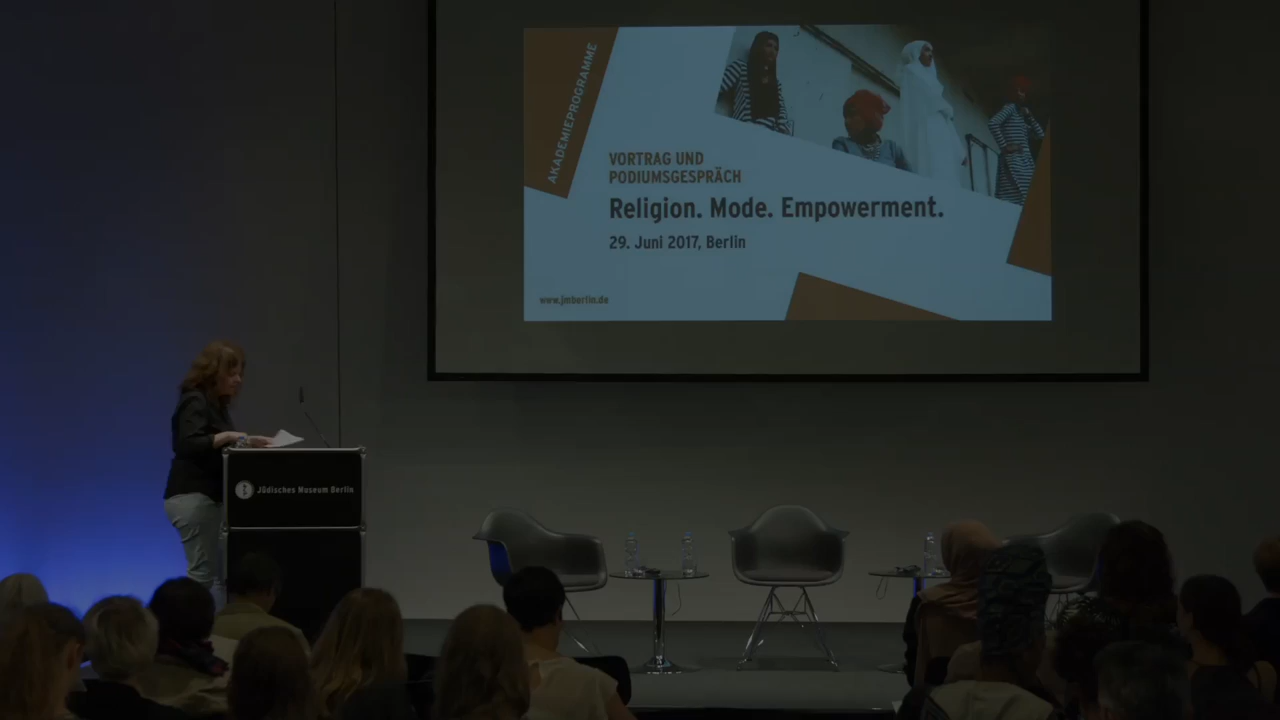 AKADEMIEPROGRAMME
VORTRAG UND
PODIUMSGESPRÄCH
Religion. Mode. Empowerment.
29. Juni 2017, Berlin
www.jmberlin.de
Jüdisches Museum Berlin